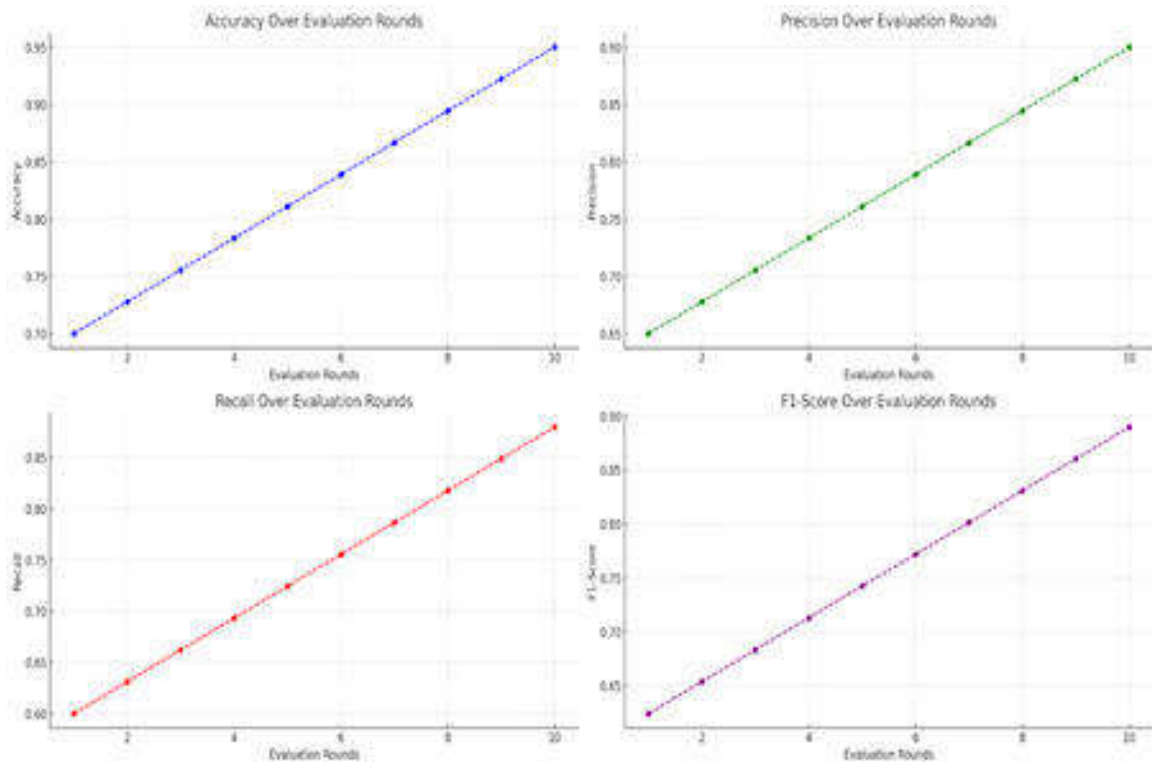 Accuracy Over Evaluation Rounds
0.95
0.90
0.85
0.80
0.75
0.70
Accuracy
2 4 6 8 10
Evaluation Rounds
Precision Over Evaluation Rounds
0.90
0.85
0.80
0.75
0.70
0.65
Precision
2 4 6 8 10
Evaluation Rounds
Recall Over Evaluation Rounds
0.85
0.80
0.75
0.70
0.65
0.60
Recall
2 4 6 8 10
Evaluation Rounds
F1-Score Over Evaluation Rounds
0.90
0.85
0.80
0.75
0.70
0.65
F1-Score
2 4 6 8 10
Evaluation Rounds